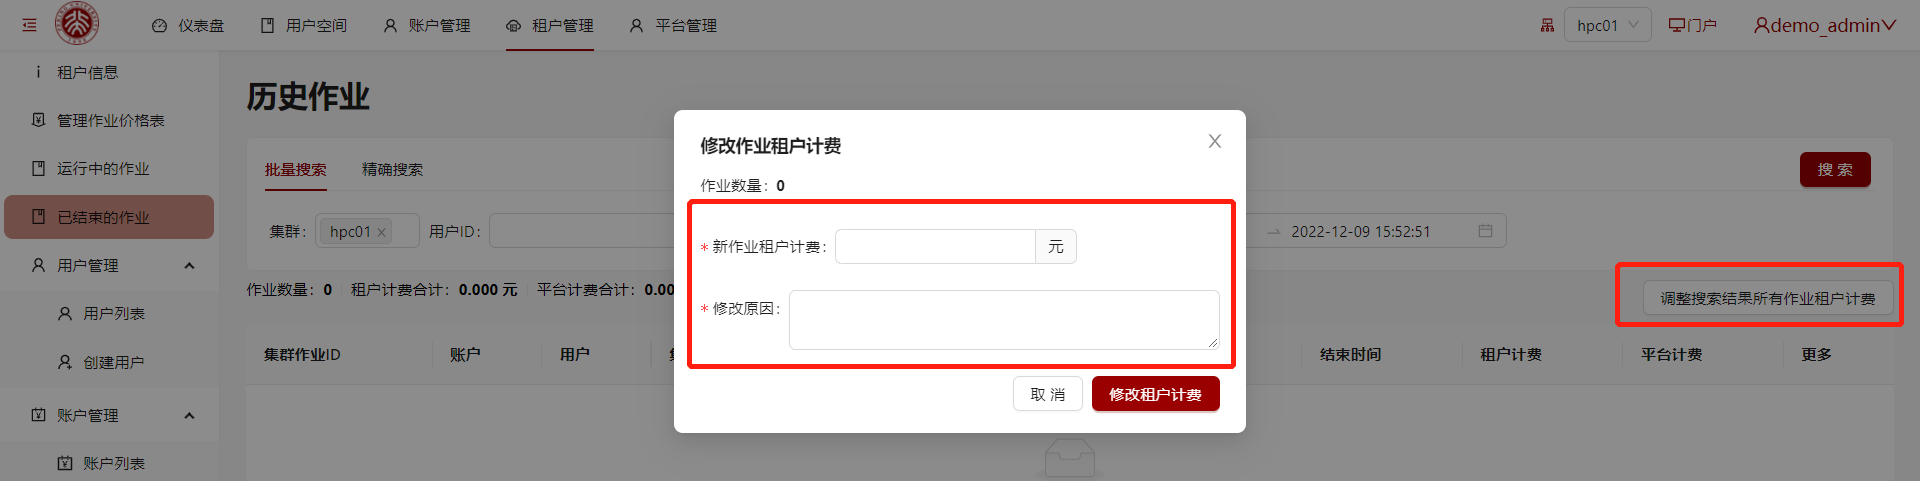 仪表盘 用户空间 账户管理 租户管理 平台管理 hpc01 门户 demo_admin
租户信息
管理作业价格表
运行中的作业
已结束的作业
用户管理
用户列表
创建用户
账户管理
账户列表
历史作业
批量搜索 精确搜索 搜 索
集群： hpc01 用户ID： 2022-12-09 15:52:51
作业数量：0 租户计费合计：0.000 元 平台计费合计：0.00
调整搜索结果所有作业租户计费
集群作业ID 账户 用户 结束时间 租户计费 平台计费 更多
修改作业租户计费
作业数量：0
* 新作业租户计费： 元
* 修改原因：
取 消 修改租户计费